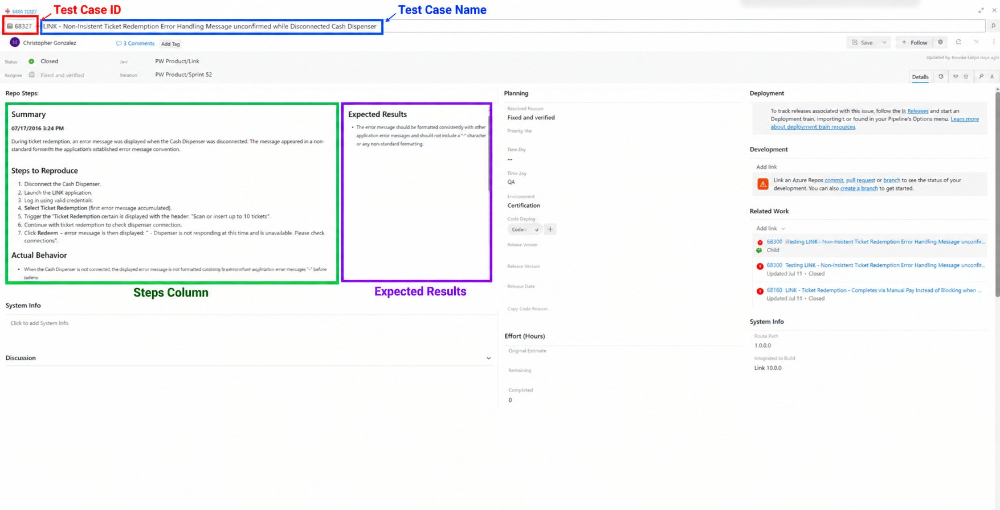 Test Case ID
Test Case Name
68327
LINK - Non-Insistent Ticket Redemption Error Handling Message unconfirmed while Disconnected Cash Dispenser
Christopher Gonzalez
3 Comments
Add Tag
Save
+ Follow
Status
Closed
Javi
PW Product/Link
Updated by Brooke
Assignee
Fixed and verified
Iteration
PW Product/Sprint 52
Details
Repo Steps:
Summary
07/17/2016 3:24 PM
During ticket redemption, an error message was displayed when the Cash Dispenser was disconnected. The message appeared in a non-
standard the application's sstablished error message convention.
Steps to Reproduce
1. Disconnect the Cash Dispenser.
2. Launch the LINK application.
3. Log in using valid credentials.
4. Select Ticket Redemption (first error message accumulated).
5. Trigger the "Ticket Redemption certain is displayed with the header: "Scan or insert up to 10 tickets".
6. Continue with ticket redemption to check dispenser connection.
7. Click Redeem – error message is then displayed: " - Dispenser is not responding at this time and is unavailable. Please check
connections".
Actual Behavior
• When the Cash Dispenser is not connected, the displayed error message is not formatted error messages "-" before
Steps Column
Expected Results
• The error message should be formatted consistently with other
application error messages and should not include a "-" character
or any non-standard formatting.
Expected Results
System Info
Click to add System Info.
Discussion
Planning
Resolved Reason
Fixed and verified
Priority
Time Zny
--
Time Zny
QA
Environment
Certification
Code Deploy
Code
+
Release Version
Release Version
Release Date
Copy Code Reason
Effort (Hours)
Original Estimate
Remaining
Completed
0
Deployment
To track releases associated with this issue, follow the Releases and start an
Deployment train, importing or found in your Pipeline's Options menu. Learn more
about deployment train resources.
Development
Add link
Link an Azure Repos commit, pull request or branch to see the status of your
development. You can also create a branch to get started.
Related Work
Add link
68300 Testing LINK - Non-Insistent Ticket Redemption Error Handling Message unconfir...
Child
68300 Testing LINK - Non-Insistent Ticket Redemption Error Handling Message unconfir...
Updated Jul 11 • Closed
68160 LINK - Ticket Redemption - Completes via Manual Pay Instead of Blocking when ...
Updated Jul 11 • Closed
System Info
Route Path
1.0.0.0
Integrated to Build
Link 10.0.0